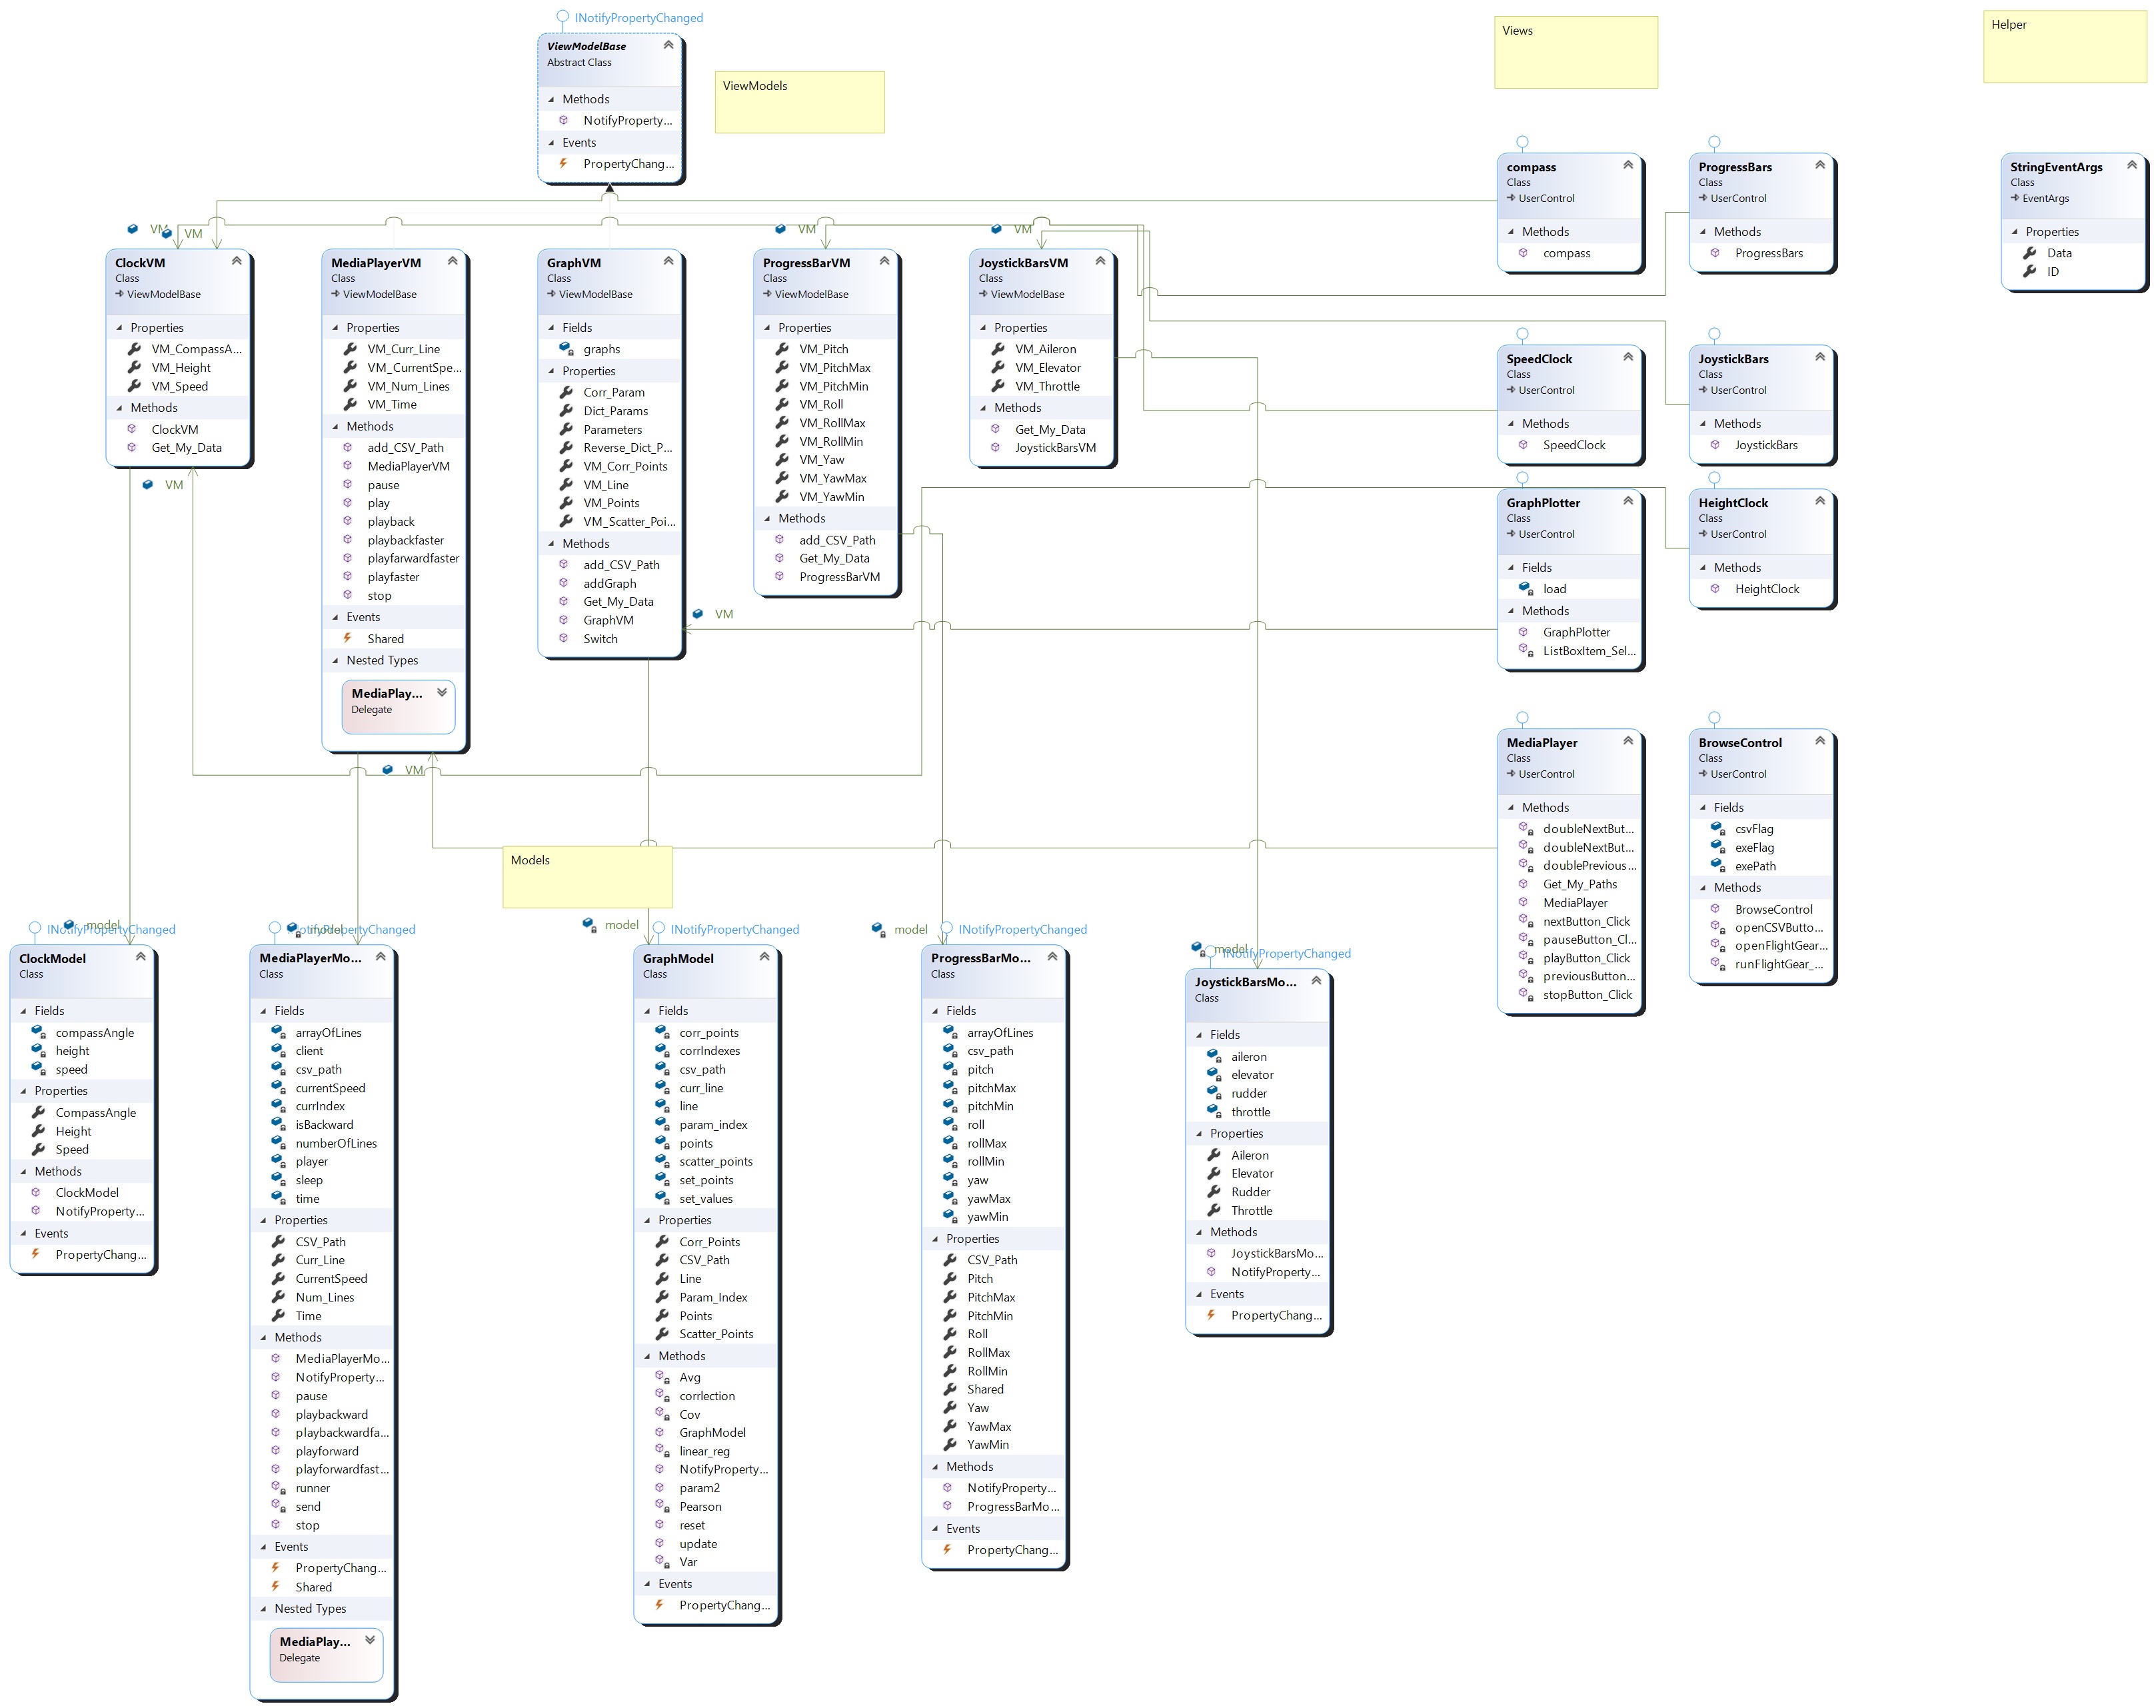 INotifyPropertyChanged
ViewModelBase
Abstract Class
Methods
NotifyProperty...
Events
PropertyChang...
ViewModels
Views
Helper
compass
Class
UserControl
Methods
compass
ProgressBars
Class
UserControl
Methods
ProgressBars
StringEventArgs
Class
EventArgs
Properties
Data
ID
VM
VM
VM
VM
ClockVM
Class
ViewModelBase
Properties
VM_CompassA...
VM_Height
VM_Speed
Methods
ClockVM
Get_My_Data
VM
MediaPlayerVM
Class
ViewModelBase
Properties
VM_Curr_Line
VM_CurrentSpe...
VM_Num_Lines
VM_Time
Methods
add_CSV_Path
MediaPlayerVM
pause
play
playback
playbackfaster
playfarwardfaster
playfaster
stop
Events
Shared
Nested Types
MediaPlay...
Delegate
VM
GraphVM
Class
ViewModelBase
Fields
graphs
Properties
Corr_Param
Dict_Params
Parameters
Reverse_Dict_P...
VM_Corr_Points
VM_Line
VM_Points
VM_Scatter_Poi...
Methods
add_CSV_Path
addGraph
Get_My_Data
GraphVM
Switch
VM
ProgressBarVM
Class
ViewModelBase
Properties
VM_Pitch
VM_PitchMax
VM_PitchMin
VM_Roll
VM_RollMax
VM_RollMin
VM_Yaw
VM_YawMax
VM_YawMin
Methods
add_CSV_Path
Get_My_Data
ProgressBarVM
JoystickBarsVM
Class
ViewModelBase
Properties
VM_Aileron
VM_Elevator
VM_Throttle
Methods
Get_My_Data
JoystickBarsVM
SpeedClock
Class
UserControl
Methods
SpeedClock
JoystickBars
Class
UserControl
Methods
JoystickBars
GraphPlotter
Class
UserControl
Fields
load
Methods
GraphPlotter
ListBoxItem_Sel...
HeightClock
Class
UserControl
Methods
HeightClock
MediaPlayer
Class
UserControl
Methods
doubleNextBut...
doubleNextBut...
doublePrevious...
Get_My_Paths
MediaPlayer
nextButton_Click
pauseButton_Cl...
playButton_Click
previousButton...
stopButton_Click
BrowseControl
Class
UserControl
Fields
csvFlag
exeFlag
exePath
Methods
BrowseControl
openCSVButto...
openFlightGear...
runFlightGear_...
Models
model
INotifyPropertyChanged
ClockModel
Class
Fields
compassAngle
height
speed
Properties
CompassAngle
Height
Speed
Methods
ClockModel
NotifyProperty...
Events
PropertyChang...
model
INotifyPropertyChanged
MediaPlayerMo...
Class
Fields
arrayOfLines
client
csv_path
currentSpeed
currIndex
isBackward
numberOfLines
player
sleep
time
Properties
CSV_Path
Curr_Line
CurrentSpeed
Num_Lines
Time
Methods
MediaPlayerMo...
NotifyProperty...
pause
playbackward
playbackwardfa...
playforward
playforwardfast...
runner
send
stop
Events
PropertyChang...
Shared
Nested Types
MediaPlay...
Delegate
model
INotifyPropertyChanged
GraphModel
Class
Fields
corr_points
corrIndexes
csv_path
curr_line
line
param_index
points
scatter_points
set_points
set_values
Properties
Corr_Points
CSV_Path
Line
Param_Index
Points
Scatter_Points
Methods
Avg
corrlection
Cov
GraphModel
linear_reg
NotifyProperty...
param2
Pearson
reset
update
Var
Events
PropertyChang...
model
INotifyPropertyChanged
ProgressBarMo...
Class
Fields
arrayOfLines
csv_path
pitch
pitchMax
pitchMin
roll
rollMax
rollMin
yaw
yawMax
yawMin
Properties
CSV_Path
Pitch
PitchMax
PitchMin
Roll
RollMax
RollMin
Shared
Yaw
YawMax
YawMin
Methods
NotifyProperty...
ProgressBarMo...
Events
PropertyChang...
model
INotifyPropertyChanged
JoystickBarsMo...
Class
Fields
aileron
elevator
rudder
throttle
Properties
Aileron
Elevator
Rudder
Throttle
Methods
JoystickBarsMo...
NotifyProperty...
Events
PropertyChang...